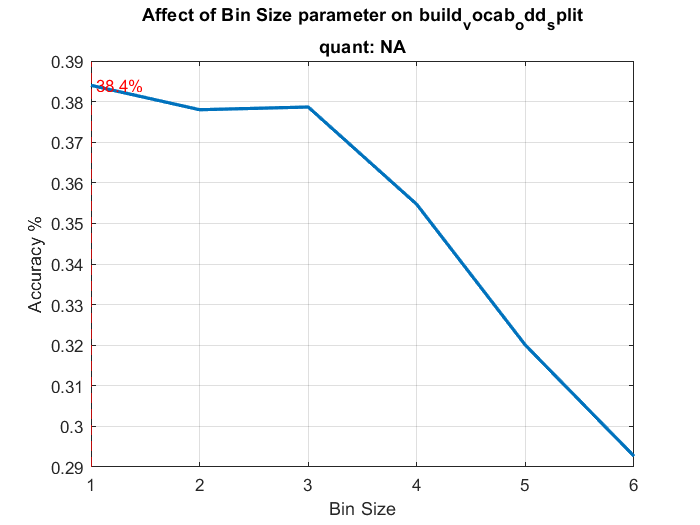 Affect of Bin Size parameter on build_vocab_odd_split
quant: NA
0.39
38.4%
0.38
0.37
0.36
0.35
0.34
0.33
0.32
0.31
0.3
0.29
Accuracy %
1 2 3 4 5 6
Bin Size